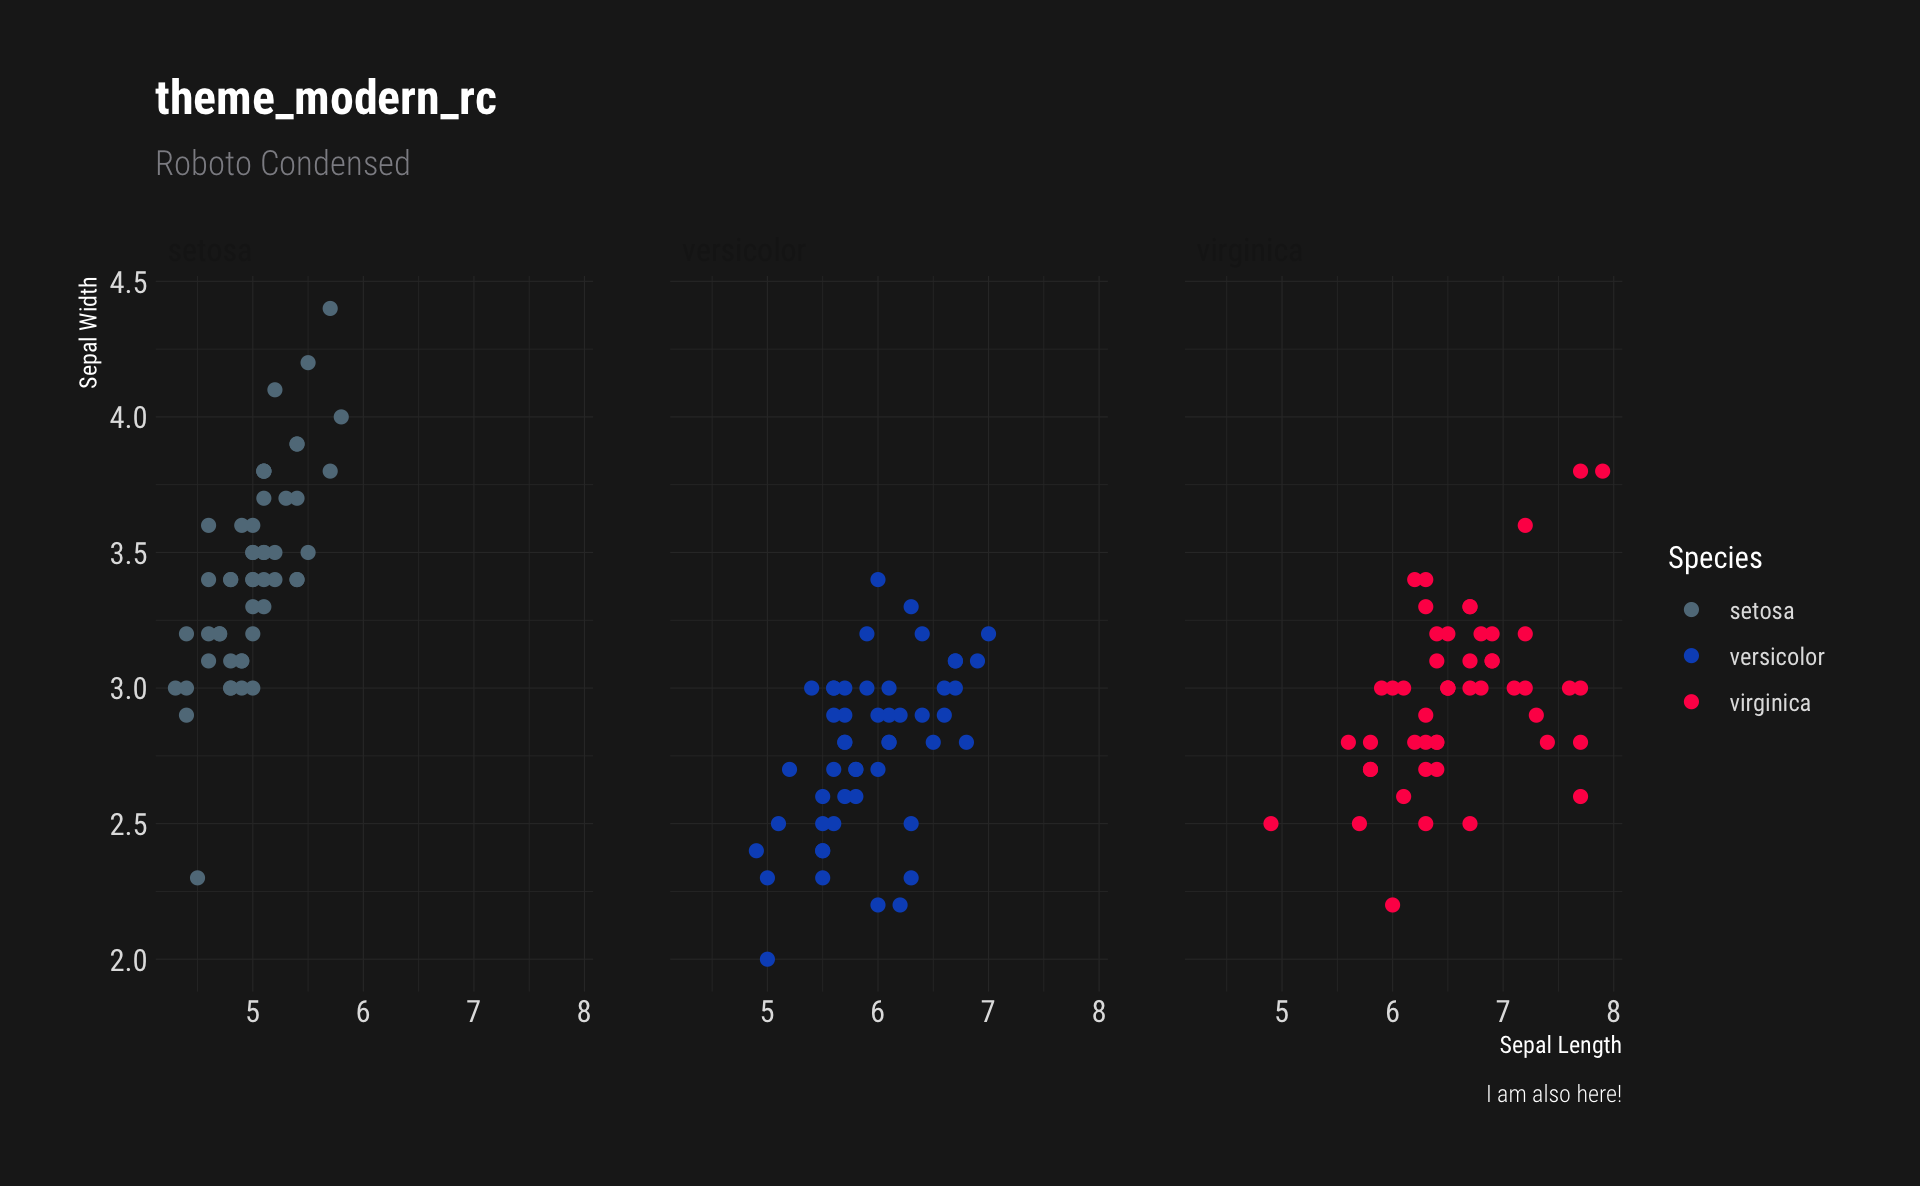 theme_modern_rc
Roboto Condensed
setosa
versicolor
virginica
Sepal Width
4.5
4.0
3.5
3.0
2.5
2.0
5 6 7 8
5 6 7 8
5 6 7 8
Sepal Length
I am also here!
Species
setosa
versicolor
virginica